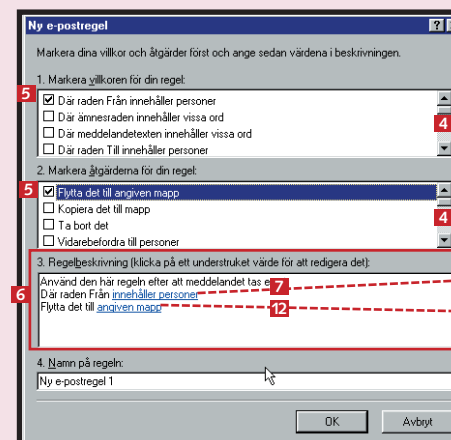 Ny e-postregel
Markera dina villkor och åtgärder först och ange sedan värdena i beskrivningen.
1. Markera villkoren för din regel:
5
Där raden Från innehåller personer
Där ämnesraden innehåller vissa ord
4
Där meddelandetexten innehåller vissa ord
Där raden Till innehåller personer
2. Markera åtgärderna för din regel:
5
Flytta det till angiven mapp
Kopiera det till mapp
4
Ta bort det
Vidarebefordra till personer
3. Regelbeskrivning (klicka på ett understruket värde för att redigera det):
6
Använd den här regeln efter att meddelandet tas e
7
Där raden Från innehåller personer
Flytta det till angiven mapp
12
4. Namn på regeln:
Ny e-postregel 1
OK
Avbryt